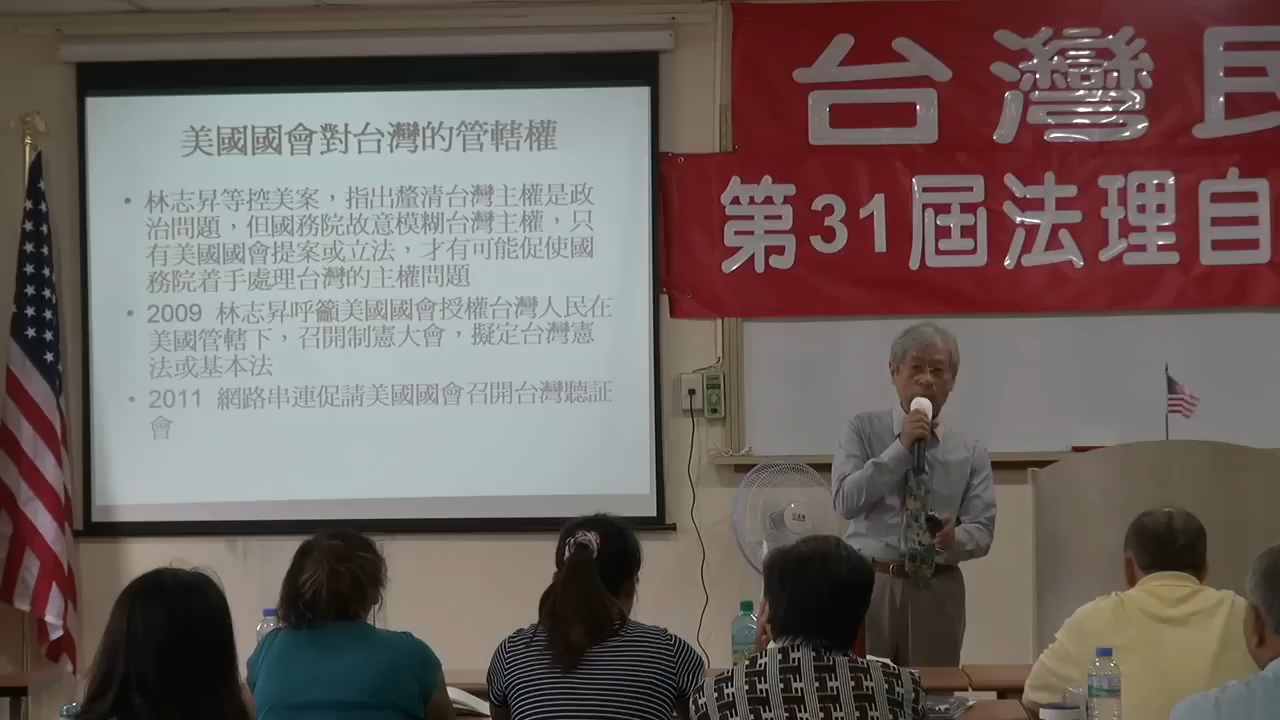 美國國會對台灣的管轄權
• 林志昇等控美案，指出釐清台灣主權是政
治問題，但國務院故意模糊台灣主權，只
有美國國會提案或立法，才有可能促使國
務院着手處理台灣的主權問題
• 2009 林志昇呼籲美國國會授權台灣人民在
美國管轄下，召開制憲大會，擬定台灣憲
法或基本法
• 2011 網路串連促請美國國會召開台灣聽証
會
台灣民
第31屆法理自